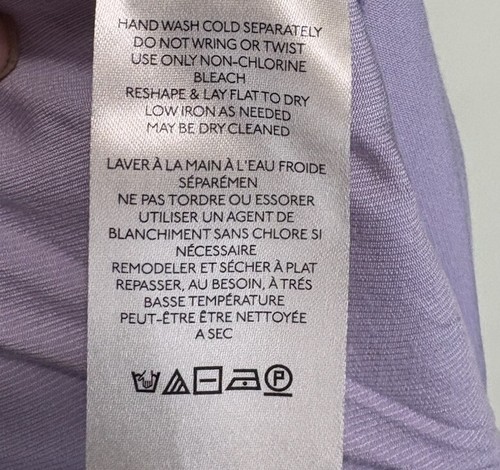 HAND WASH COLD SEPARATELY
DO NOT WRING OR TWIST
USE ONLY NON-CHLORINE
BLEACH
RESHAPE & LAY FLAT TO DRY
LOW IRON AS NEEDED
MAY BE DRY CLEANED
LAVER À LA MAIN À L'EAU FROIDE
SÉPARÉMEN
NE PAS TORDRE OU ESSORER
UTILISER UN AGENT DE
BLANCHIMENT SANS CHLORE SI
NÉCESSAIRE
REMODELER ET SÉCHER À PLAT
REPASSER, AU BESOIN, À TRÉS
BASSE TEMPÉRATURE
PEUT-ÊTRE ÊTRE NETTOYÉE
A SEC
P